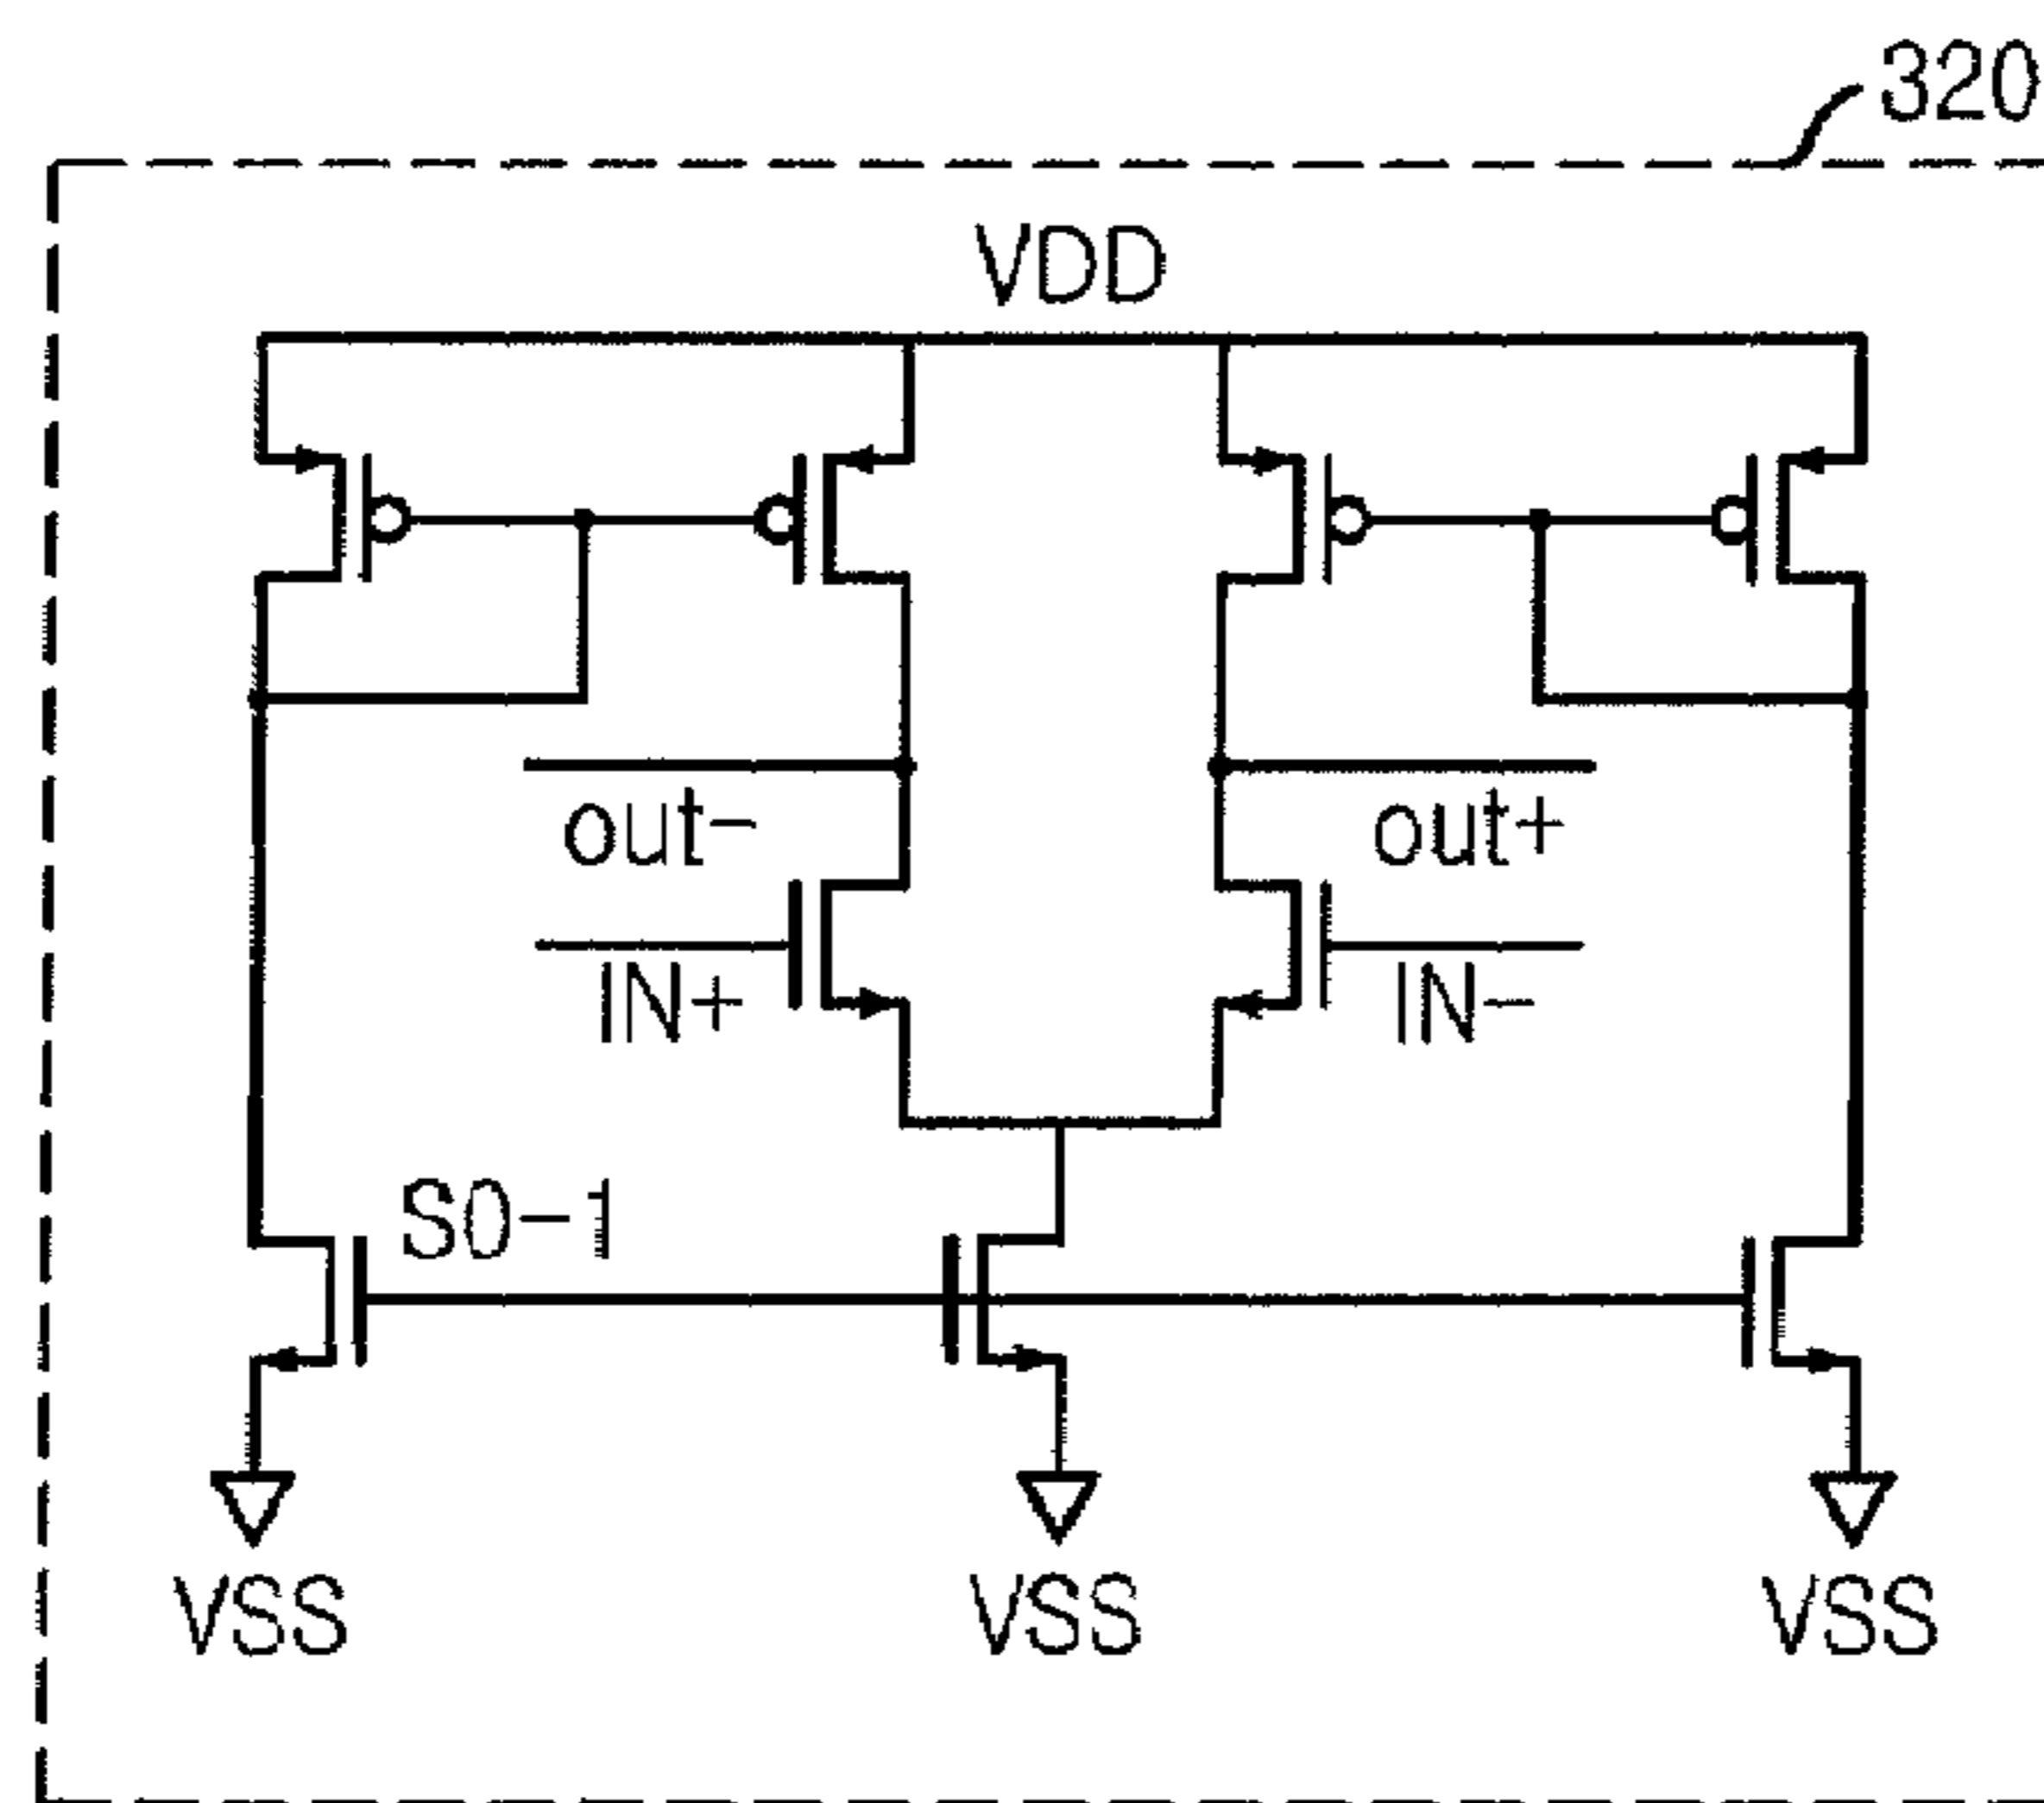 320
VDD
out-
out+
IN+
IN-
S0-1
VSS
VSS
VSS